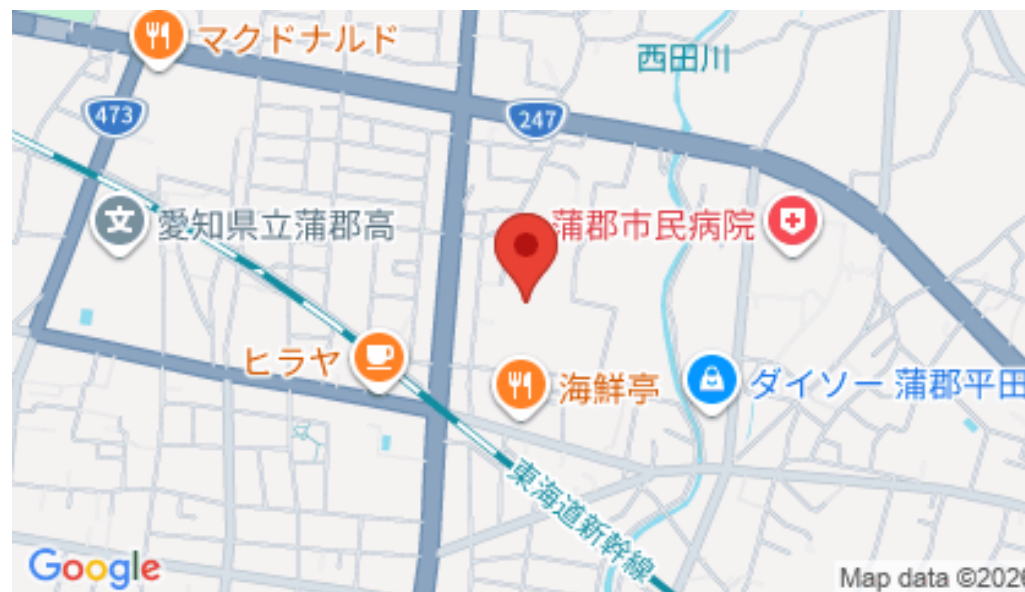 マクドナルド
西田川
473
247
愛知県立蒲郡高
蒲郡市民病院
ヒラヤ
海鮮亭
ダイソー 蒲郡平田
東海道新幹線
Google
Map data ©2026